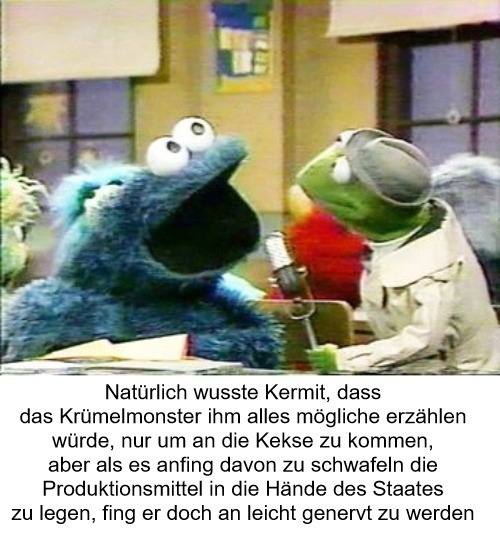 Natürlich wusste Kermit, dass
das Krümelmonster ihm alles mögliche erzählen
würde, nur um an die Kekse zu kommen,
aber als es anfing davon zu schwafeln die
Produktionsmittel in die Hände des Staates
zu legen, fing er doch an leicht genervt zu werden